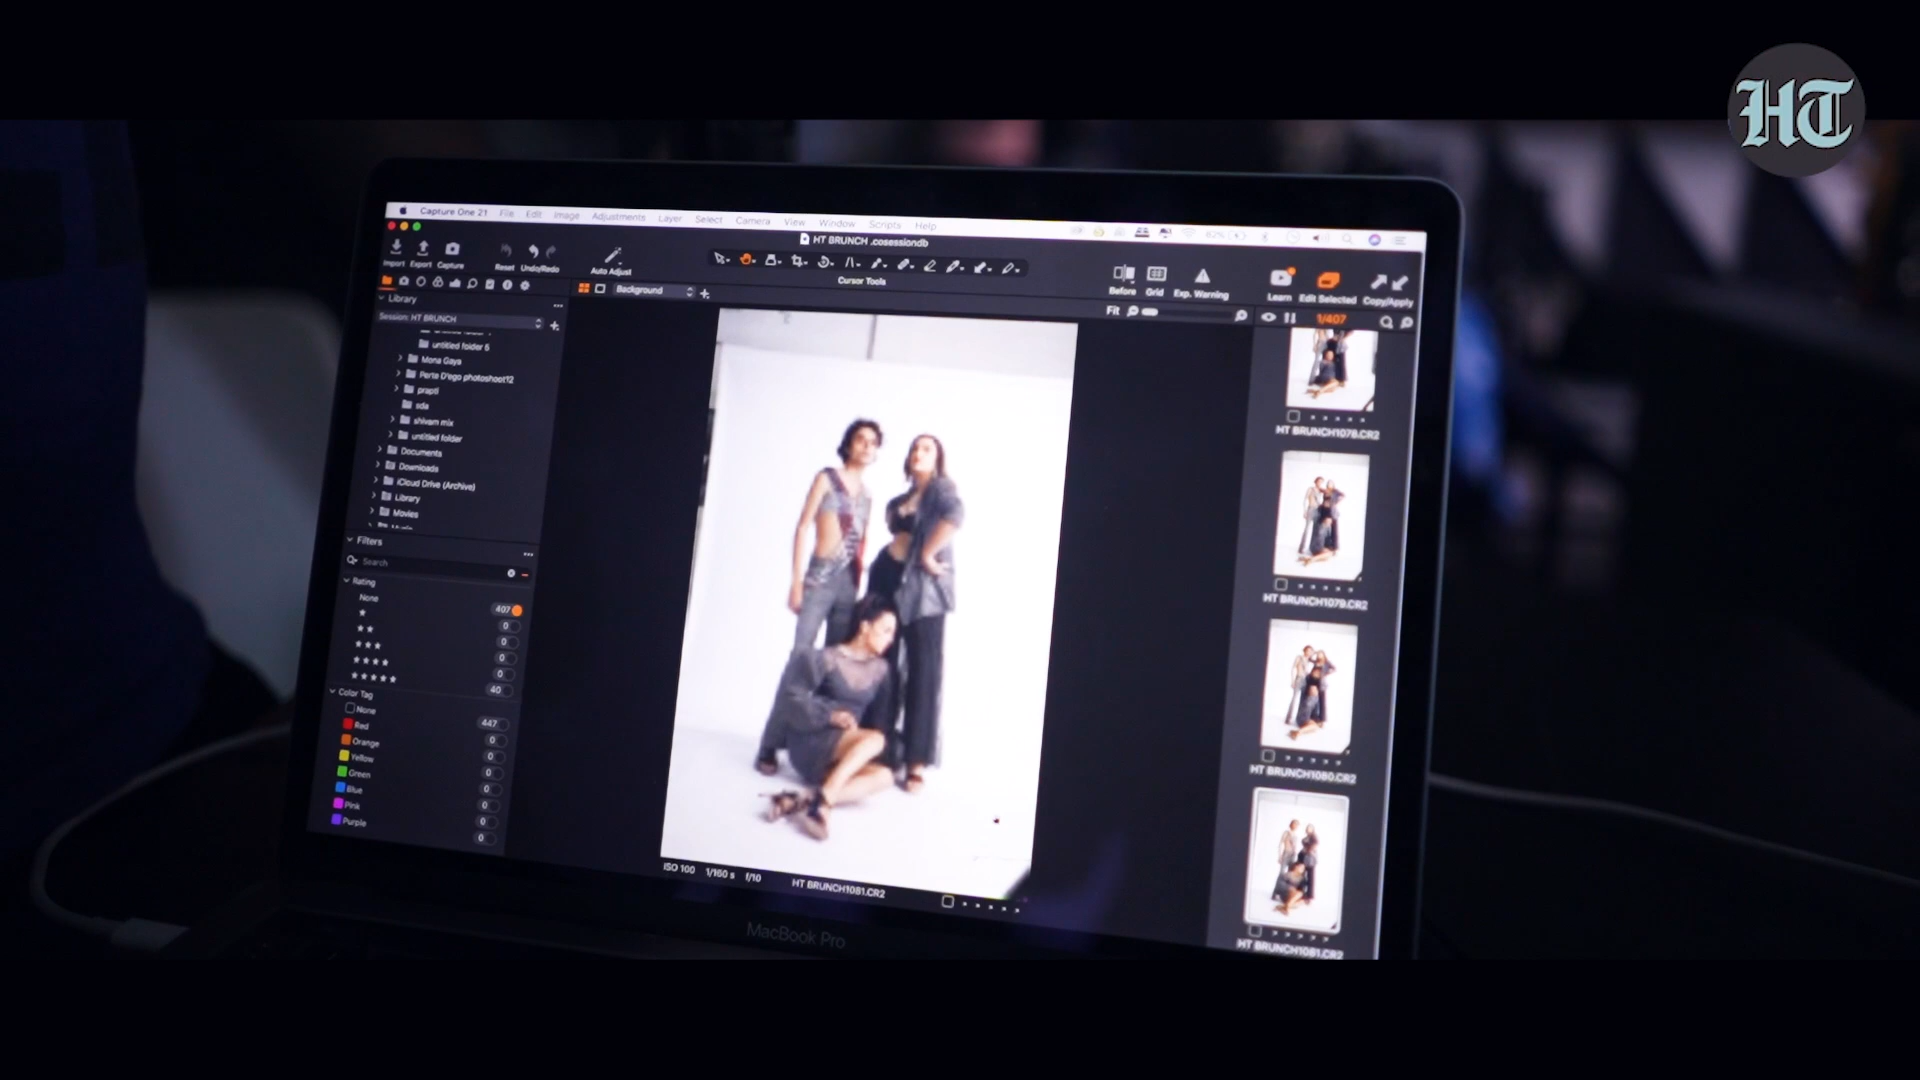 HT
Capture One 21 File Edit Image Adjustments Layer Select Camera View Window Scripts Help
82%
HT BRUNCH .cosessiondb
Import Export Capture Reset Undo/Redo Auto Adjust
Cursor Tools
Before Grid Exp. Warning Learn Edit Selected Copy/Apply
Library
Background
Fit
1/407
Session: HT BRUNCH
untitled folder 6
Mona Gaya
Perte D'ego photoshoot12
prapti
sda
shivam mix
untitled folder
Documents
Downloads
iCloud Drive (Archive)
Library
Movies
Filters
Search
Rating
None 407
0
0
0
0
40
Color Tag
None 447
Red 0
Orange 0
Yellow 0
Green 0
Blue 0
Pink 0
Purple 0
ISO 100 1/160 s f/10 HT BRUNCH1081.CR2
HT BRUNCH1078.CR2
HT BRUNCH1079.CR2
HT BRUNCH1080.CR2
HT BRUNCH1081.CR2
MacBook Pro